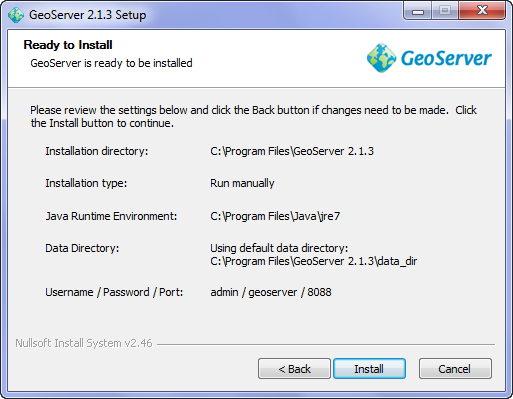 GeoServer 2.1.3 Setup
Ready to Install
GeoServer is ready to be installed
GeoServer
Please review the settings below and click the Back button if changes need to be made. Click
the Install button to continue.
Installation directory: C:\Program Files\GeoServer 2.1.3
Installation type: Run manually
Java Runtime Environment: C:\Program Files\Java\jre7
Data Directory: Using default data directory:
C:\Program Files\GeoServer 2.1.3\data_dir
Username / Password / Port: admin / geoserver / 8088
Nullsoft Install System v2.46
< Back Install Cancel